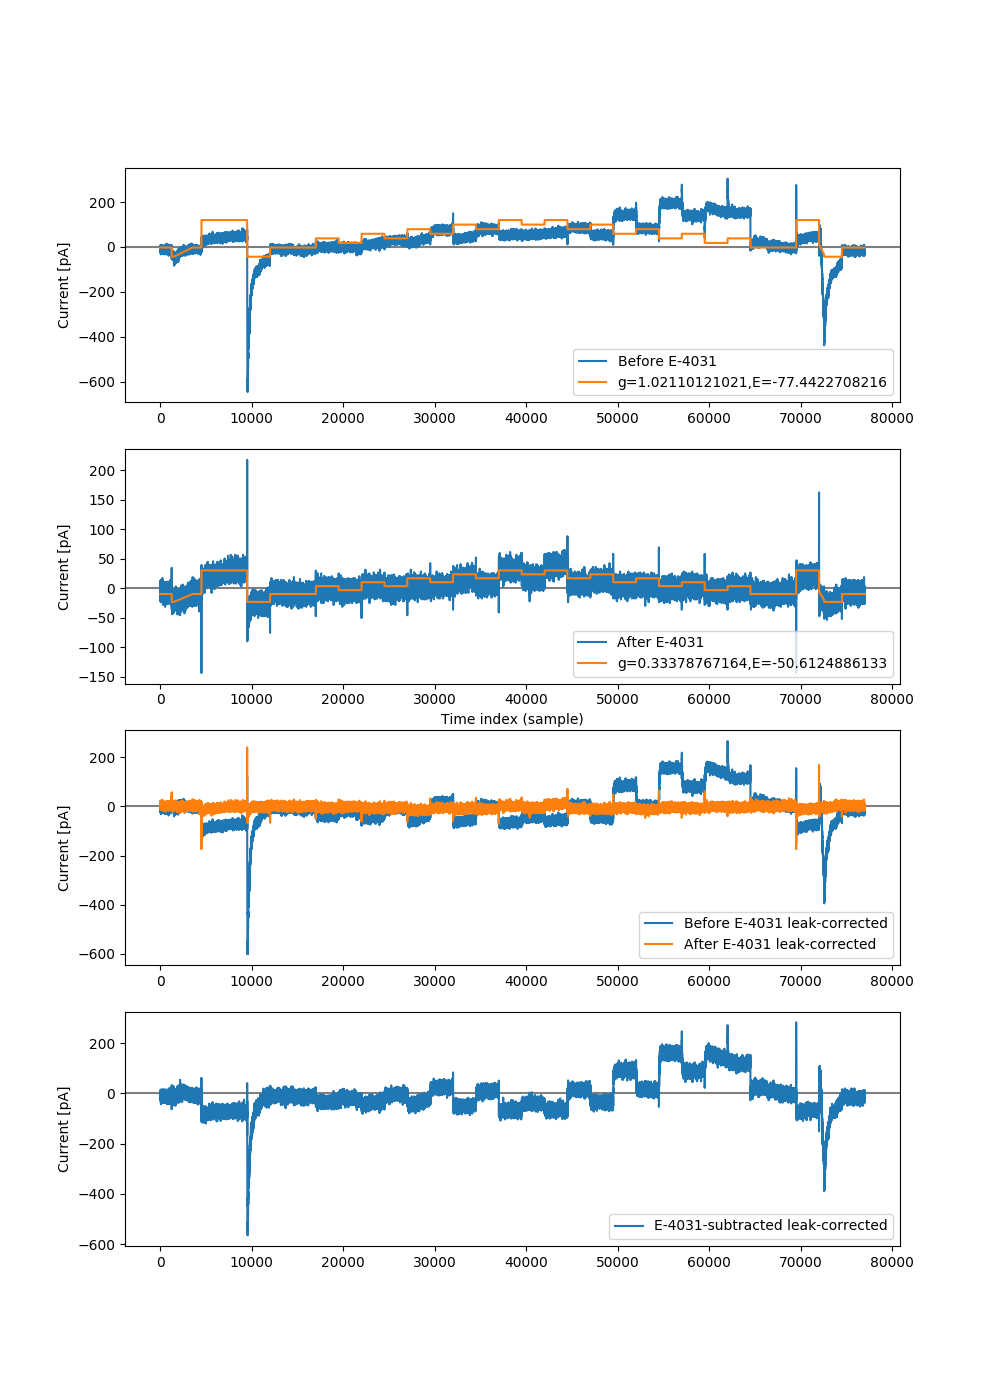 200
0
−200
−400
−600
Current [pA]
Before E-4031
g=1.02110121021,E=-77.4422708216
0 10000 20000 30000 40000 50000 60000 70000 80000
200
150
100
50
0
−50
−100
−150
Current [pA]
After E-4031
g=0.33378767164,E=-50.6124886133
0 10000 20000 30000 40000 50000 60000 70000 80000
Time index (sample)
200
0
−200
−400
−600
Current [pA]
Before E-4031 leak-corrected
After E-4031 leak-corrected
0 10000 20000 30000 40000 50000 60000 70000 80000
200
0
−200
−400
−600
Current [pA]
E-4031-subtracted leak-corrected
0 10000 20000 30000 40000 50000 60000 70000 80000